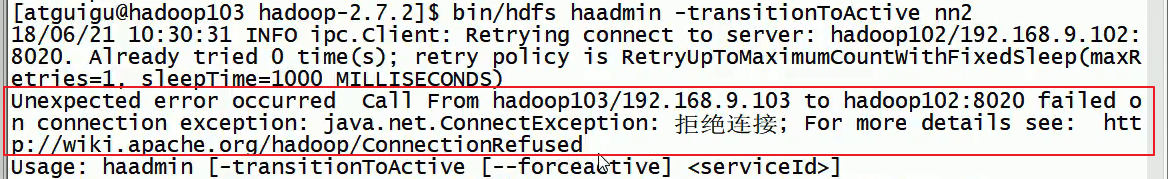 [atguigu@hadoop103 hadoop-2.7.2]$ bin/hdfs haadmin -transitionToActive nn2
18/06/21 10:30:31 INFO ipc.Client: Retrying connect to server: hadoop102/192.168.9.102:
8020. Already tried 0 time(s); retry policy is RetryUpToMaximumCountWithFixedSleep(maxR
etries=1, sleepTime=1000 MILLISECONDS)
Unexpected error occurred  Call From hadoop103/192.168.9.103 to hadoop102:8020 failed o
n connection exception: java.net.ConnectException: 拒绝连接; For more details see:  htt
p://wiki.apache.org/hadoop/ConnectionRefused
Usage: haadmin [-transitionToActive [--forceactive] <serviceId>]